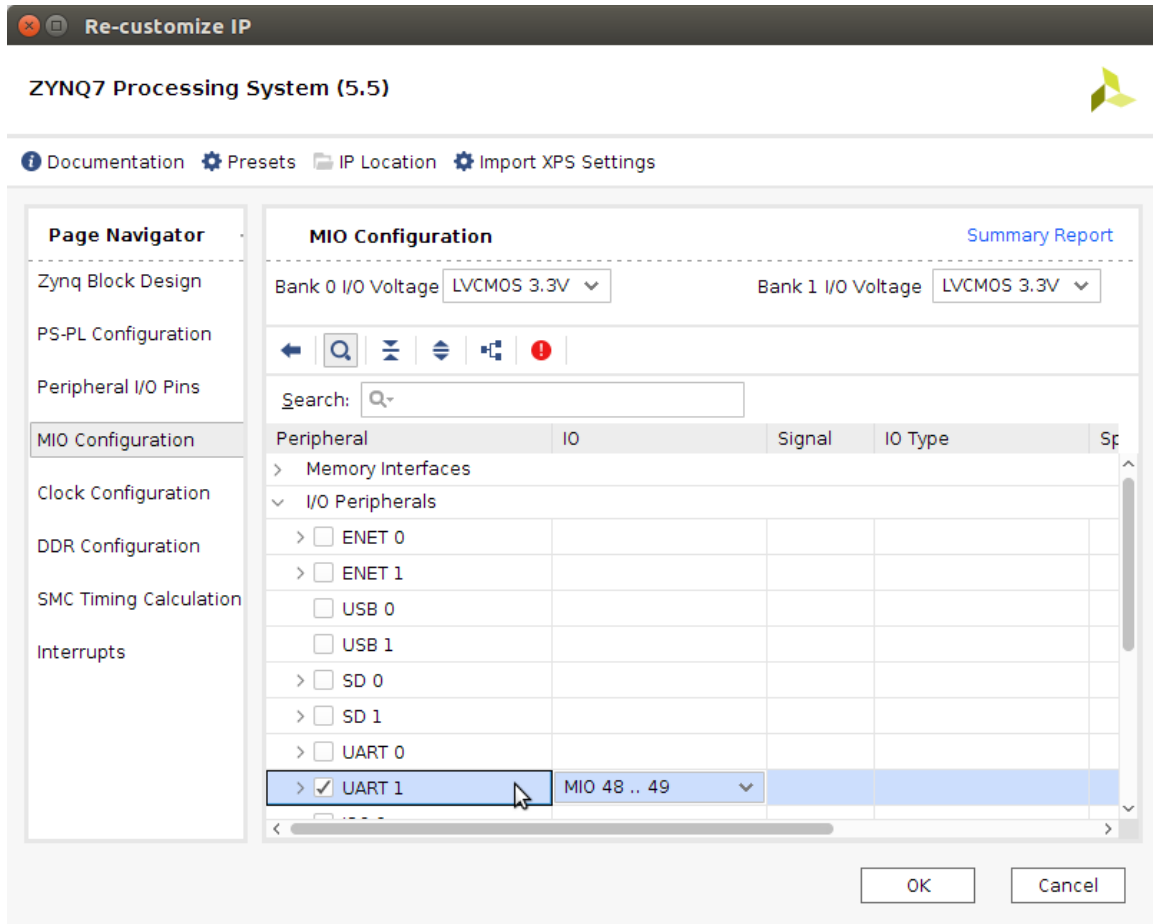 Re-customize IP
ZYNQ7 Processing System (5.5)
Documentation Presets IP Location Import XPS Settings
Page Navigator
Zynq Block Design
PS-PL Configuration
Peripheral I/O Pins
MIO Configuration
Clock Configuration
DDR Configuration
SMC Timing Calculation
Interrupts
MIO Configuration Summary Report
Bank 0 I/O Voltage LVCMOS 3.3V Bank 1 I/O Voltage LVCMOS 3.3V
Search:
Peripheral IO Signal IO Type
Memory Interfaces
I/O Peripherals
ENET 0
ENET 1
USB 0
USB 1
SD 0
SD 1
UART 0
UART 1 MIO 48 .. 49
OK Cancel